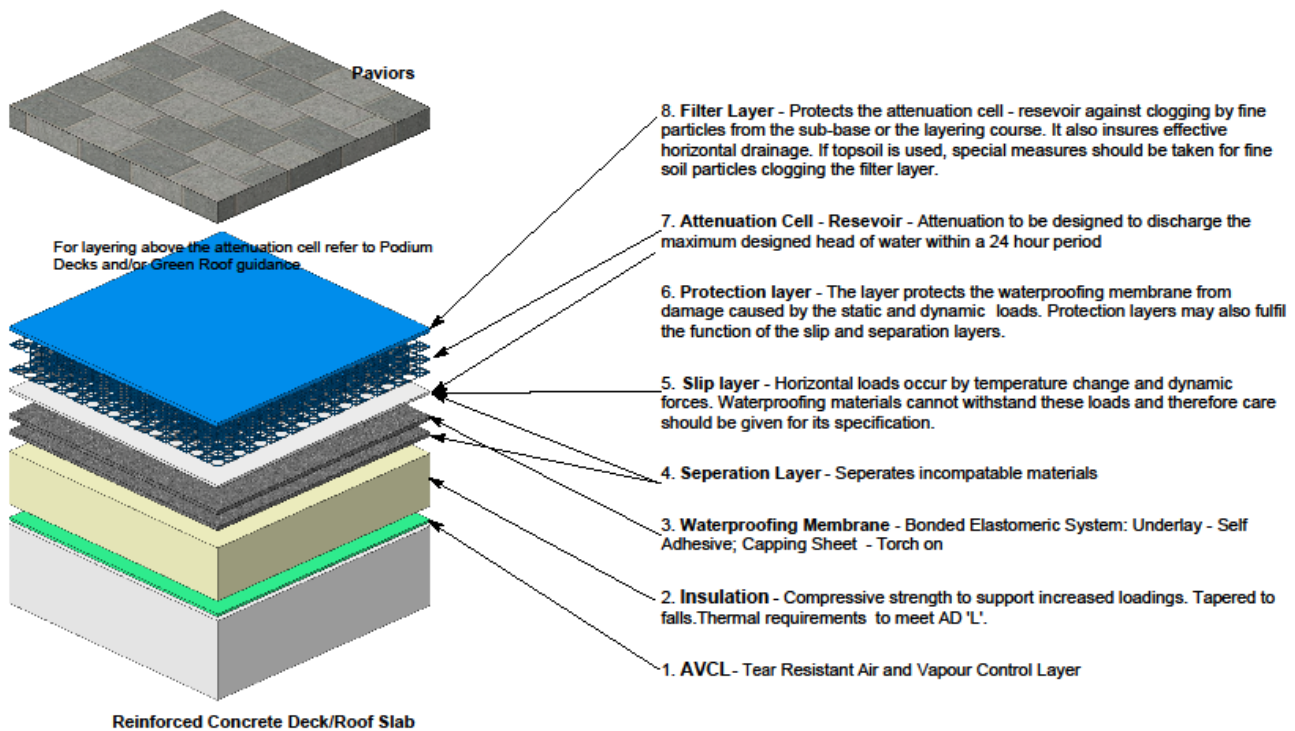 Paviors
For layering above the attenuation cell refer to Podium
Decks and/or Green Roof guidance
8. Filter Layer - Protects the attenuation cell - resevoir against clogging by fine
particles from the sub-base or the layering course. It also insures effective
horizontal drainage. If topsoil is used, special measures should be taken for fine
soil particles clogging the filter layer.
7. Attenuation Cell - Resevoir - Attenuation to be designed to discharge the
maximum designed head of water within a 24 hour period
6. Protection layer - The layer protects the waterproofing membrane from
damage caused by the static and dynamic loads. Protection layers may also fulfil
the function of the slip and separation layers.
5. Slip layer - Horizontal loads occur by temperature change and dynamic
forces. Waterproofing materials cannot withstand these loads and therefore care
should be given for its specification.
4. Seperation Layer - Seperates incompatable materials
3. Waterproofing Membrane - Bonded Elastomeric System: Underlay - Self
Adhesive; Capping Sheet - Torch on
2. Insulation - Compressive strength to support increased loadings. Tapered to
falls.Thermal requirements to meet AD 'L'.
1. AVCL- Tear Resistant Air and Vapour Control Layer
Reinforced Concrete Deck/Roof Slab